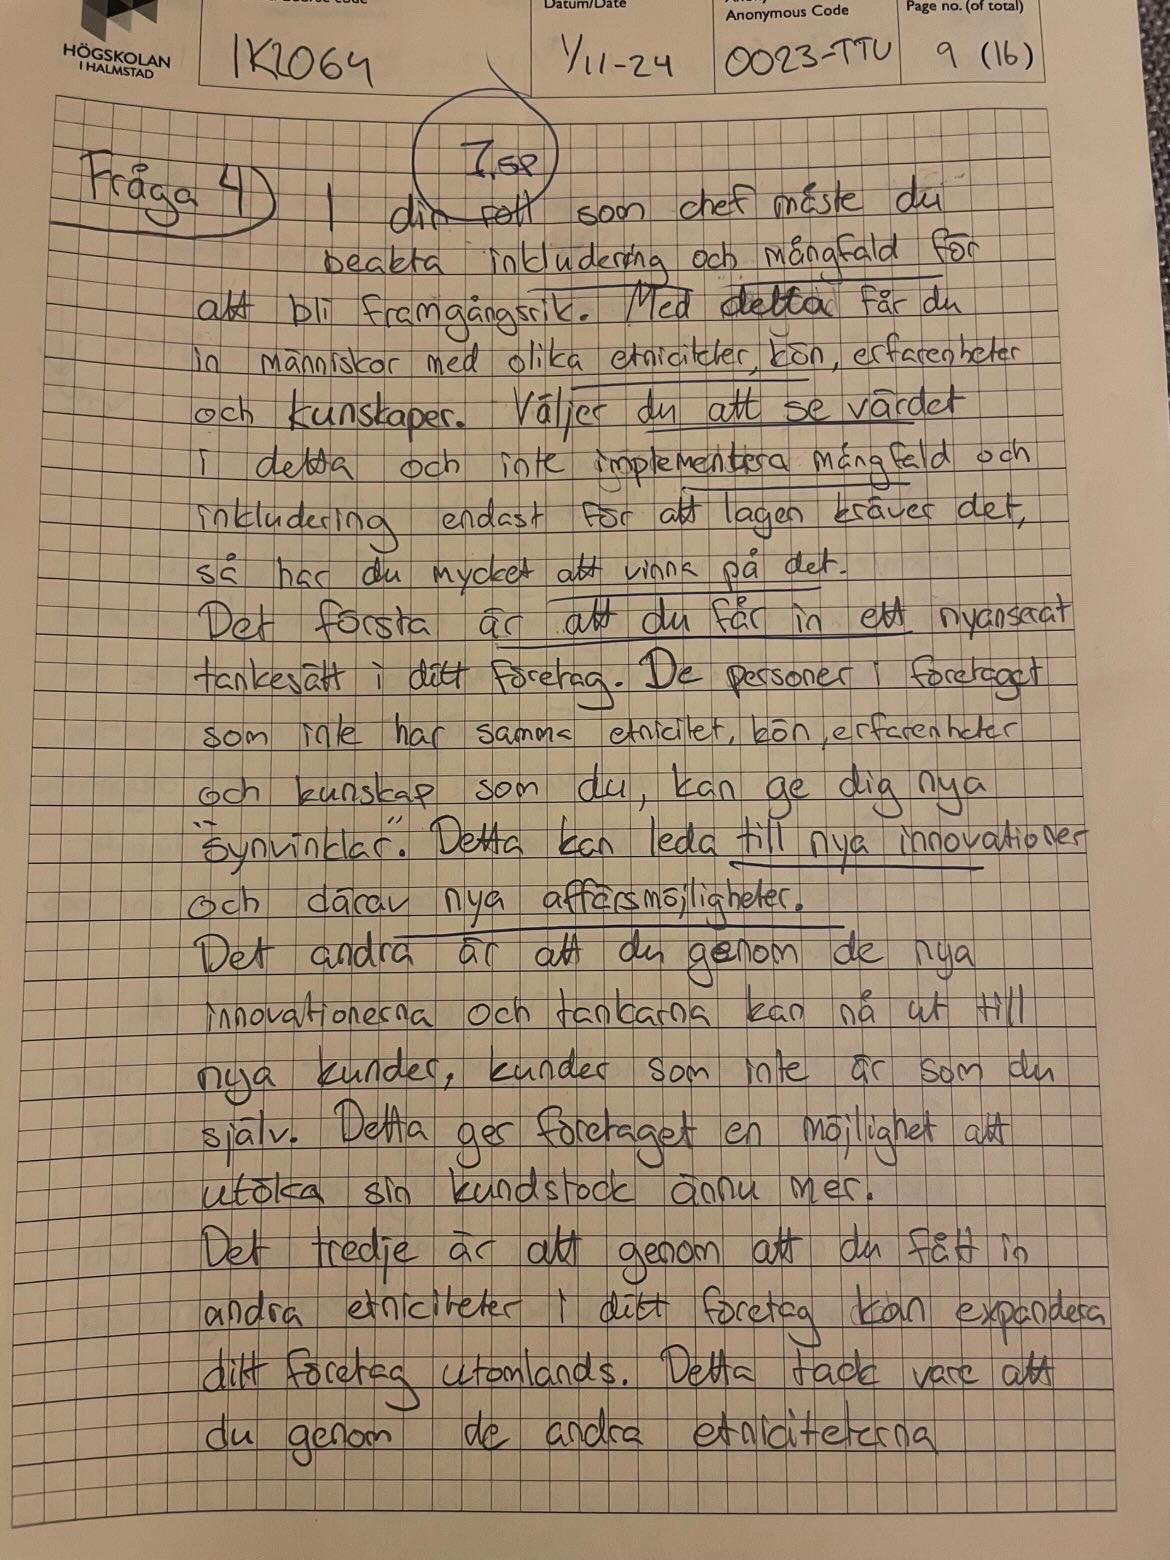 HÖGSKOLAN
I HALMSTAD
IK2064
Datum/Date
1/11-24
Anonymous Code
0023-TTU
Page no. (of total)
9 (16)
7,5p
Fråga 4) I din roll som chef måste du
beakta inkludering och mångfald för
att bli framgångsrik. Med detta får du
in människor med olika etniciteter, kön, erfarenheter
och kunskaper. Väljer du att se värdet
i detta och inte implementera mångfald och
inkludering endast för att lagen kräver det,
så har du mycket att vinna på det.
Det första är att du får in ett nyanserat
tankesätt i ditt företag. De personer i företaget
som inte har samma etnicitet, kön, erfarenheter
och kunskap som du, kan ge dig nya
"synvinklar". Detta kan leda till nya innovationer
och därav nya affärsmöjligheter.
Det andra är att du genom de nya
innovationerna och tankarna kan nå ut till
nya kunder, kunder som inte är som du
själv. Detta ger företaget en möjlighet att
utöka sin kundstock ännu mer.
Det tredje är att genom att du fått in
andra etniciteter i ditt företag kan expandera
ditt företag utomlands. Detta tack vare att
du genom de andra etniciteterna